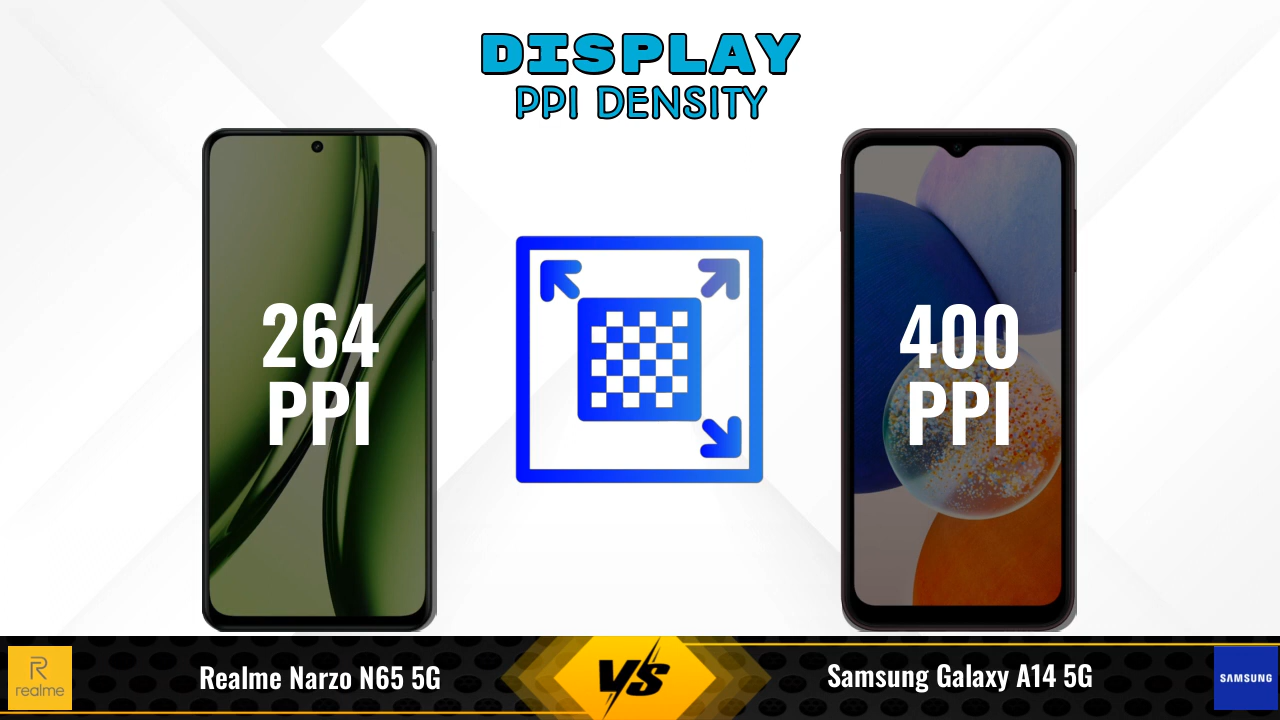 DISPLAY
PPI DENSITY
264
PPI
400
PPI
realme
Realme Narzo N65 5G
VS
Samsung Galaxy A14 5G
SAMSUNG